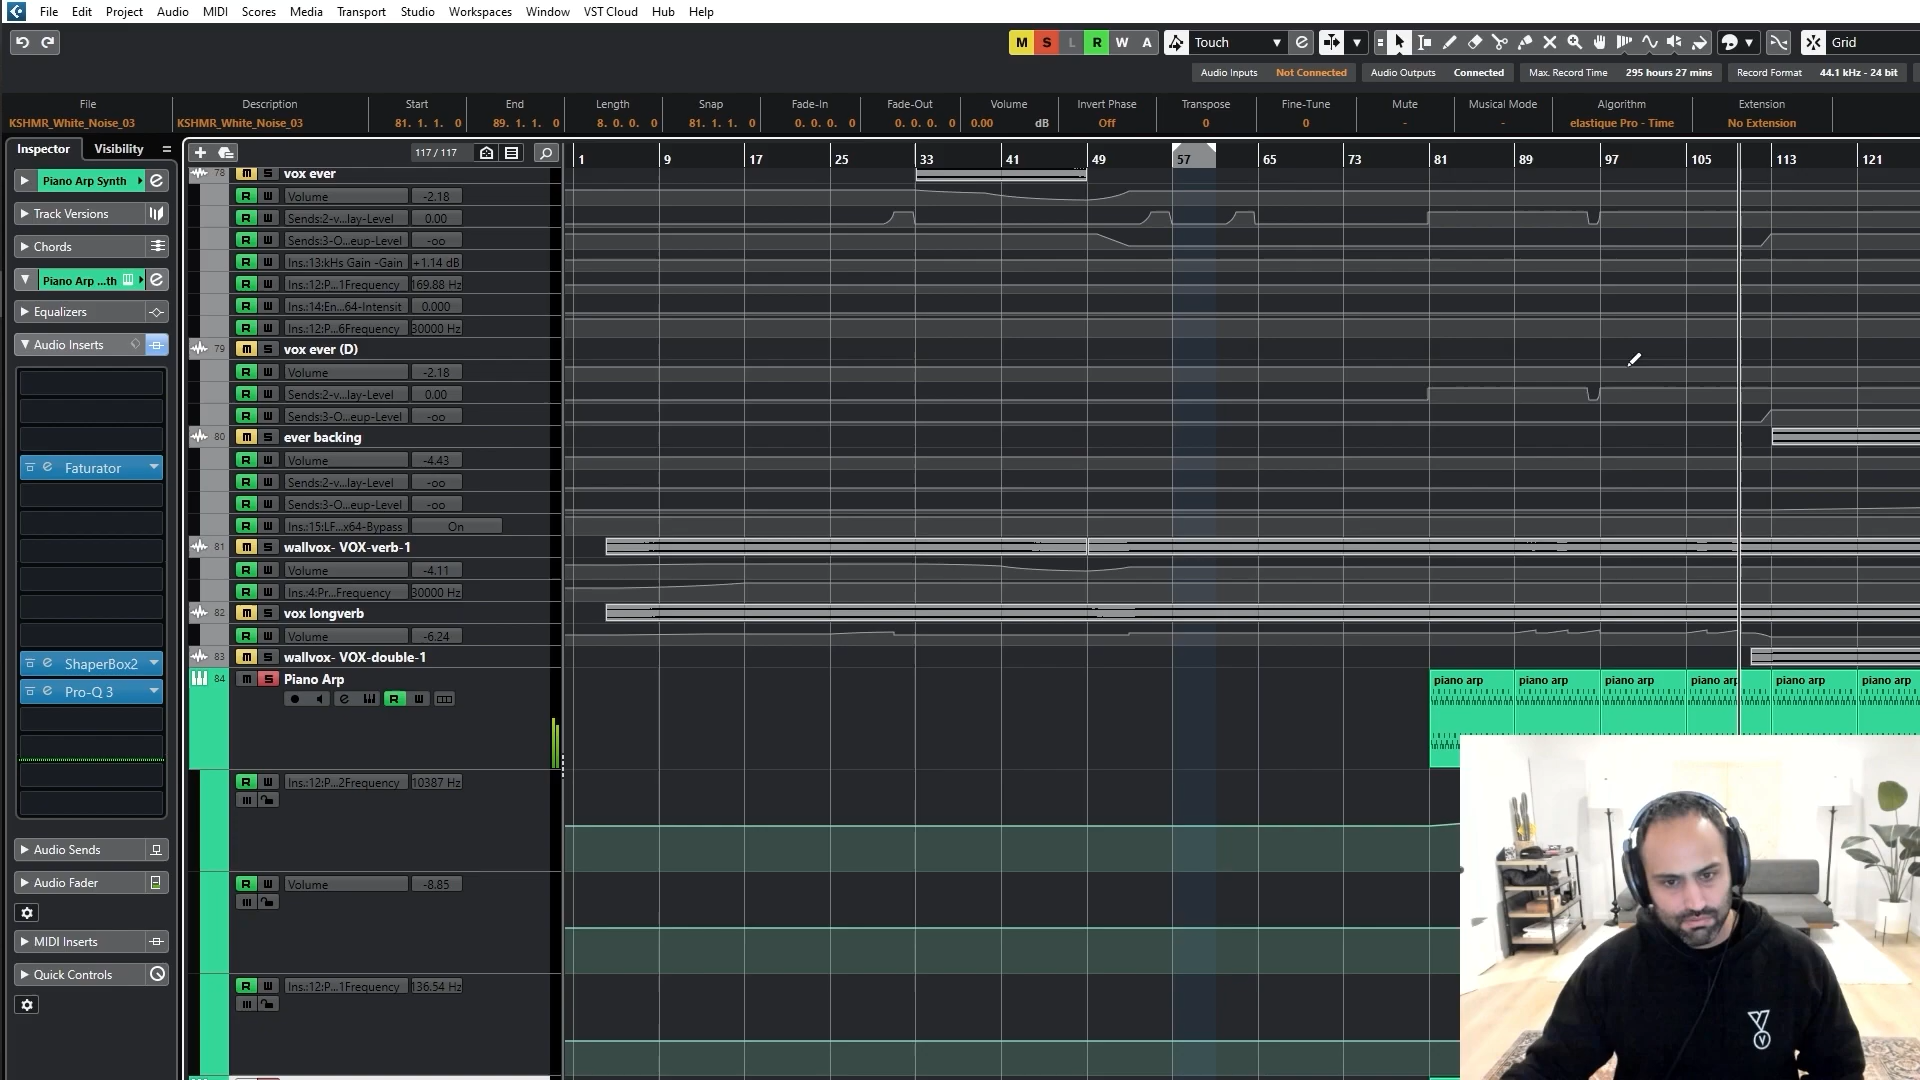 File Edit Project Audio MIDI Scores Media Transport Studio Workspaces Window VST Cloud Hub Help
M S L R W A Touch Grid
Audio Inputs Not Connected Audio Outputs Connected Max. Record Time 295 hours 27 mins Record Format 44.1 kHz - 24 bit
File Description Start End Length Snap Fade-In Fade-Out Volume Invert Phase Transpose Fine-Tune Mute Musical Mode Algorithm Extension
KSHMR_White_Noise_03 KSHMR_White_Noise_03 81. 1. 1. 0 89. 1. 1. 0 8. 0. 0. 0 81. 1. 1. 0 0. 0. 0. 0 0. 0. 0. 0 0.00 dB Off 0 0 - - elastique Pro - Time No Extension
Inspector Visibility
117 / 117
1 9 17 25 33 41 49 57 65 73 81 89 97 105 113 121
Piano Arp Synth
Track Versions
Chords
Piano Arp ...th
Equalizers
Audio Inserts
Faturator
ShaperBox2
Pro-Q 3
Audio Sends
Audio Fader
MIDI Inserts
Quick Controls
78 m S vox ever
R W Volume -2.18
R W Sends:2-v...lay-Level 0.00
R W Sends:3-O...eup-Level -oo
R W Ins.:13:kHs Gain -Gain +1.14 dB
R W Ins.:12:P...1Frequency 169.88 Hz
R W Ins.:14:En...64-Intensit 0.000
R W Ins.:12:P...6Frequency 30000 Hz
79 m S vox ever (D)
R W Volume -2.18
R W Sends:2-v...lay-Level 0.00
R W Sends:3-O...eup-Level -oo
80 m S ever backing
R W Volume -4.43
R W Sends:2-v...lay-Level -oo
R W Sends:3-O...eup-Level -oo
R W Ins.:15:LF...x64-Bypass On
81 m S wallvox- VOX-verb-1
R W Volume -4.11
R W Ins.:4:Pr...Frequency 30000 Hz
82 m S vox longverb
R W Volume -6.24
83 m S wallvox- VOX-double-1
84 m S Piano Arp
R W
piano arp piano arp piano arp piano arp piano arp piano arp
R W Ins.:12:P...2Frequency 10387 Hz
R W Volume -8.85
R W Ins.:12:P...1Frequency 136.54 Hz